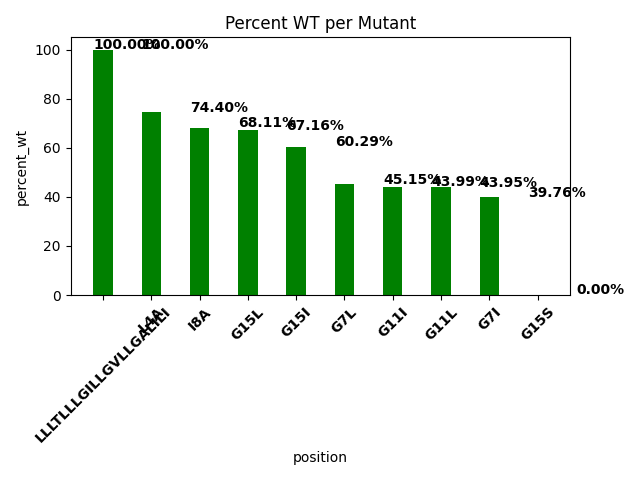 Percent WT per Mutant
100.00% 100.00%
74.40%
68.11% 67.16%
60.29%
45.15% 43.99% 43.95%
39.76%
0.00%
percent_wt
100
80
60
40
20
0
LLLTLLLGILLGVLLGALILI L4A I8A G15L G15I G7L G11I G11L G7I G15S
position